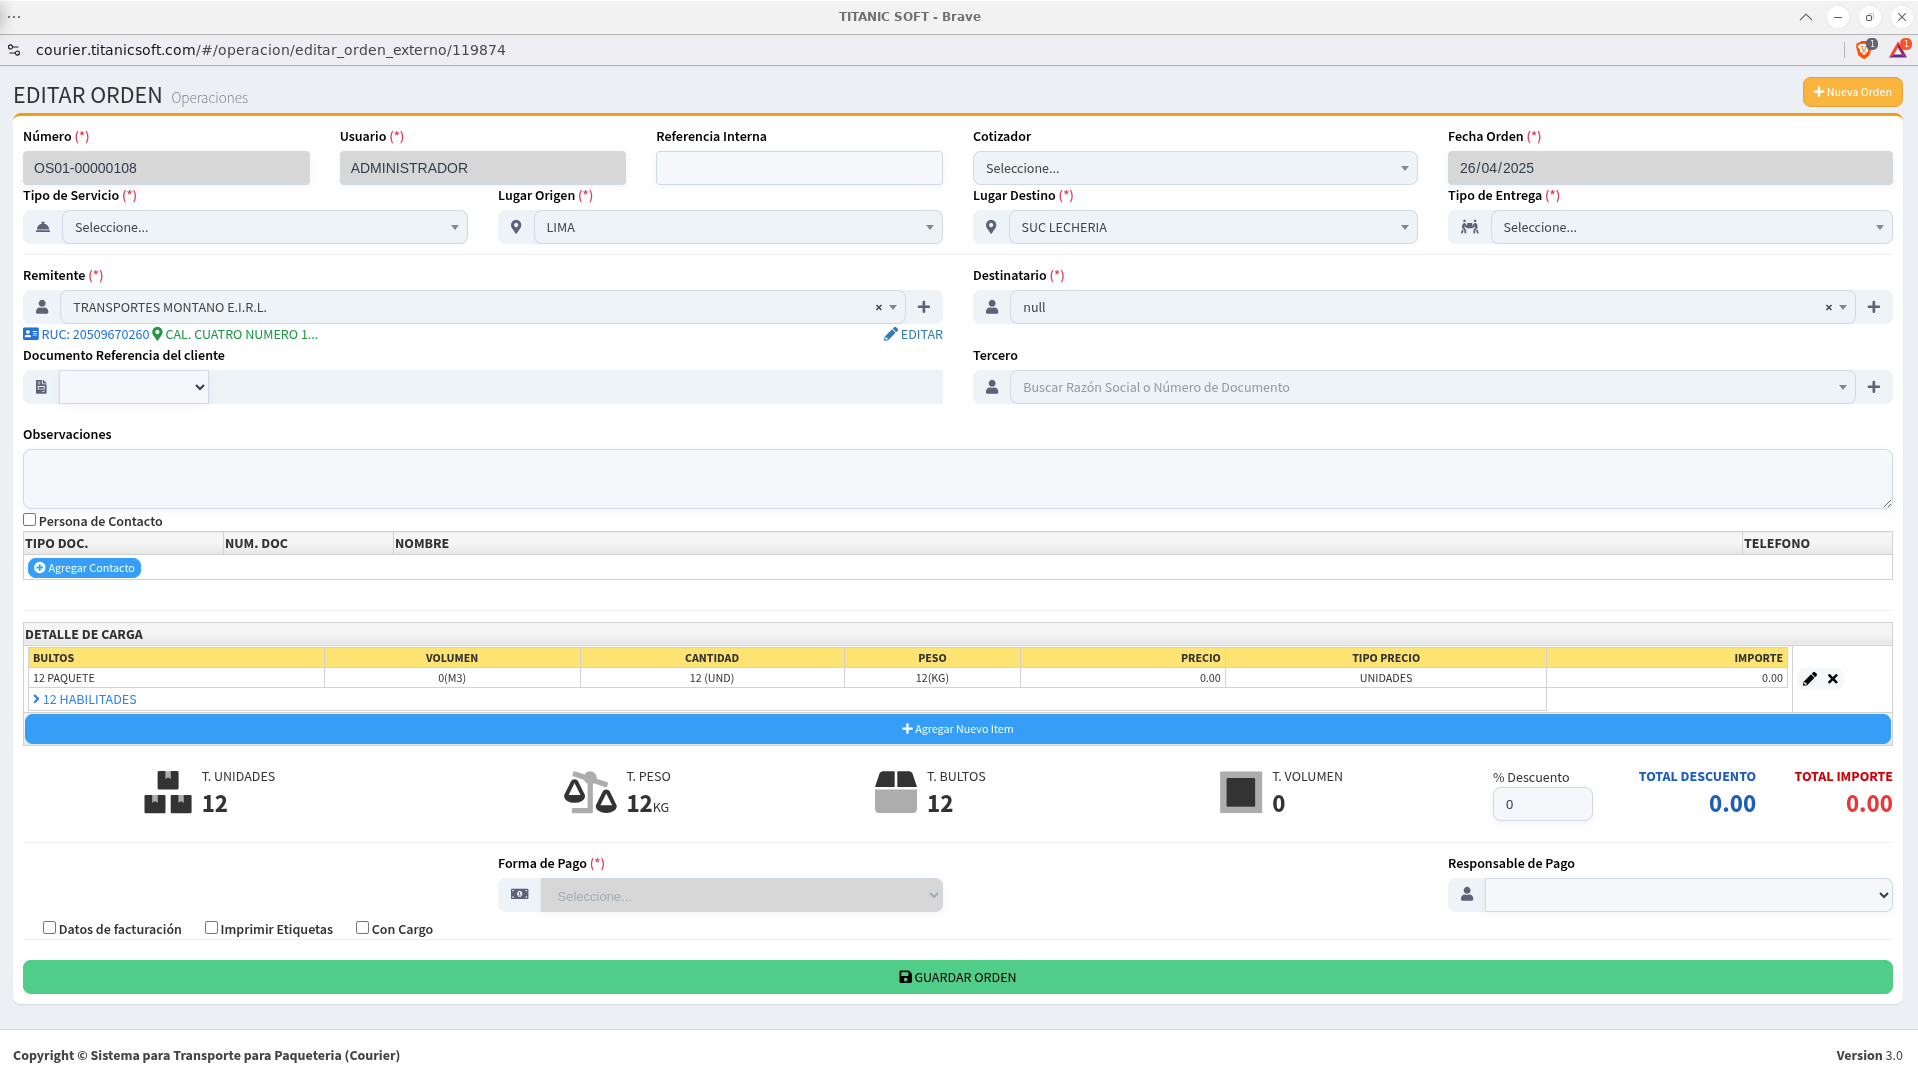 TITANIC SOFT - Brave
courier.titanicsoft.com/#/operacion/editar_orden_externo/119874
1
1
EDITAR ORDEN Operaciones
Nueva Orden
Número (*) Usuario (*) Referencia Interna Cotizador Fecha Orden (*)
OS01-00000108 ADMINISTRADOR Seleccione... 26/04/2025
Tipo de Servicio (*) Lugar Origen (*) Lugar Destino (*) Tipo de Entrega (*)
Seleccione... LIMA SUC LECHERIA Seleccione...
Remitente (*) Destinatario (*)
TRANSPORTES MONTANO E.I.R.L. × null ×
RUC: 20509670260 CAL. CUATRO NUMERO 1... EDITAR
Documento Referencia del cliente Tercero
Buscar Razón Social o Número de Documento
Observaciones
Persona de Contacto
TIPO DOC. NUM. DOC NOMBRE TELEFONO
Agregar Contacto
DETALLE DE CARGA
BULTOS VOLUMEN CANTIDAD PESO PRECIO TIPO PRECIO IMPORTE
12 PAQUETE 0(M3) 12 (UND) 12(KG) 0.00 UNIDADES 0.00
12 HABILITADES
Agregar Nuevo Item
T. UNIDADES T. PESO T. BULTOS T. VOLUMEN % Descuento TOTAL DESCUENTO TOTAL IMPORTE
12 12KG 12 0 0 0.00 0.00
Forma de Pago (*) Responsable de Pago
Seleccione...
Datos de facturación Imprimir Etiquetas Con Cargo
GUARDAR ORDEN
Copyright © Sistema para Transporte para Paqueteria (Courier) Version 3.0